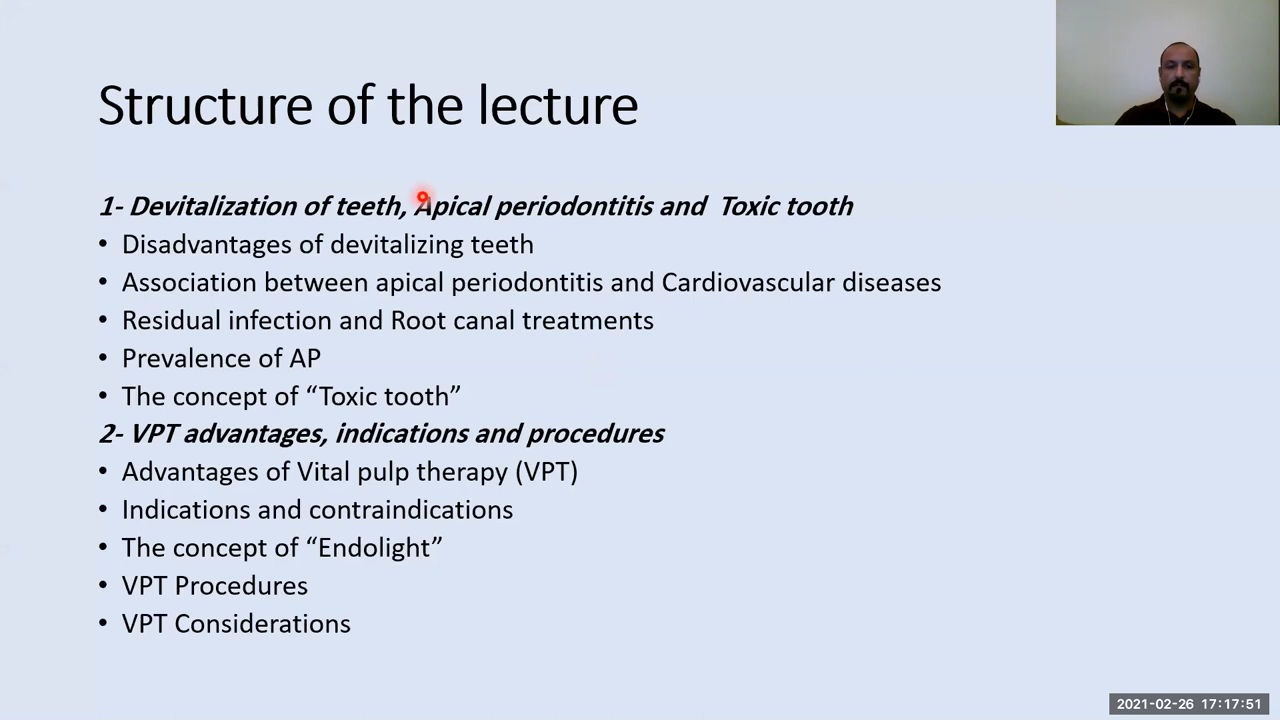 Structure of the lecture
1- Devitalization of teeth, Apical periodontitis and Toxic tooth
• Disadvantages of devitalizing teeth
• Association between apical periodontitis and Cardiovascular diseases
• Residual infection and Root canal treatments
• Prevalence of AP
• The concept of “Toxic tooth”
2- VPT advantages, indications and procedures
• Advantages of Vital pulp therapy (VPT)
• Indications and contraindications
• The concept of “Endolight”
• VPT Procedures
• VPT Considerations
2021-02-26 17:17:51